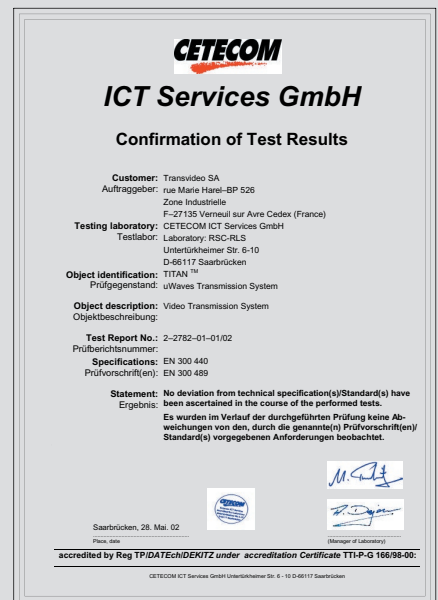 CETECOM
ICT Services GmbH
Confirmation of Test Results
Customer: Transvideo SA
Auftraggeber: rue Marie Harel–BP 526
Zone Industrielle
F–27135 Verneuil sur Avre Cedex (France)
Testing laboratory: CETECOM ICT Services GmbH
Testlabor: Laboratory: RSC-RLS
Untertürkheimer Str. 6-10
D-66117 Saarbrücken
Object identification: TITAN ™
Prüfgegenstand: uWaves Transmission System
Object description: Video Transmission System
Objektbeschreibung:
Test Report No.: 2–2782–01–01/02
Prüfberichtsnummer:
Specifications: EN 300 440
Prüfvorschrift(en): EN 300 489
Statement: No deviation from technical specification(s)/Standard(s) have
Ergebnis: been ascertained in the course of the performed tests.
Es wurden im Verlauf der durchgeführten Prüfung keine Ab-
weichungen von den, durch die genannte(n) Prüfvorschrift(en)/
Standard(s) vorgegebenen Anforderungen beobachtet.
Saarbrücken, 28. Mai. 02
Place, date
(Manager of Laboratory)
accredited by Reg TP/DATEch/DEKITZ under accreditation Certificate TTI-P-G 166/98-00:
CETECOM ICT Services GmbH Untertürkheimer Str. 6 - 10 D-66117 Saarbrücken